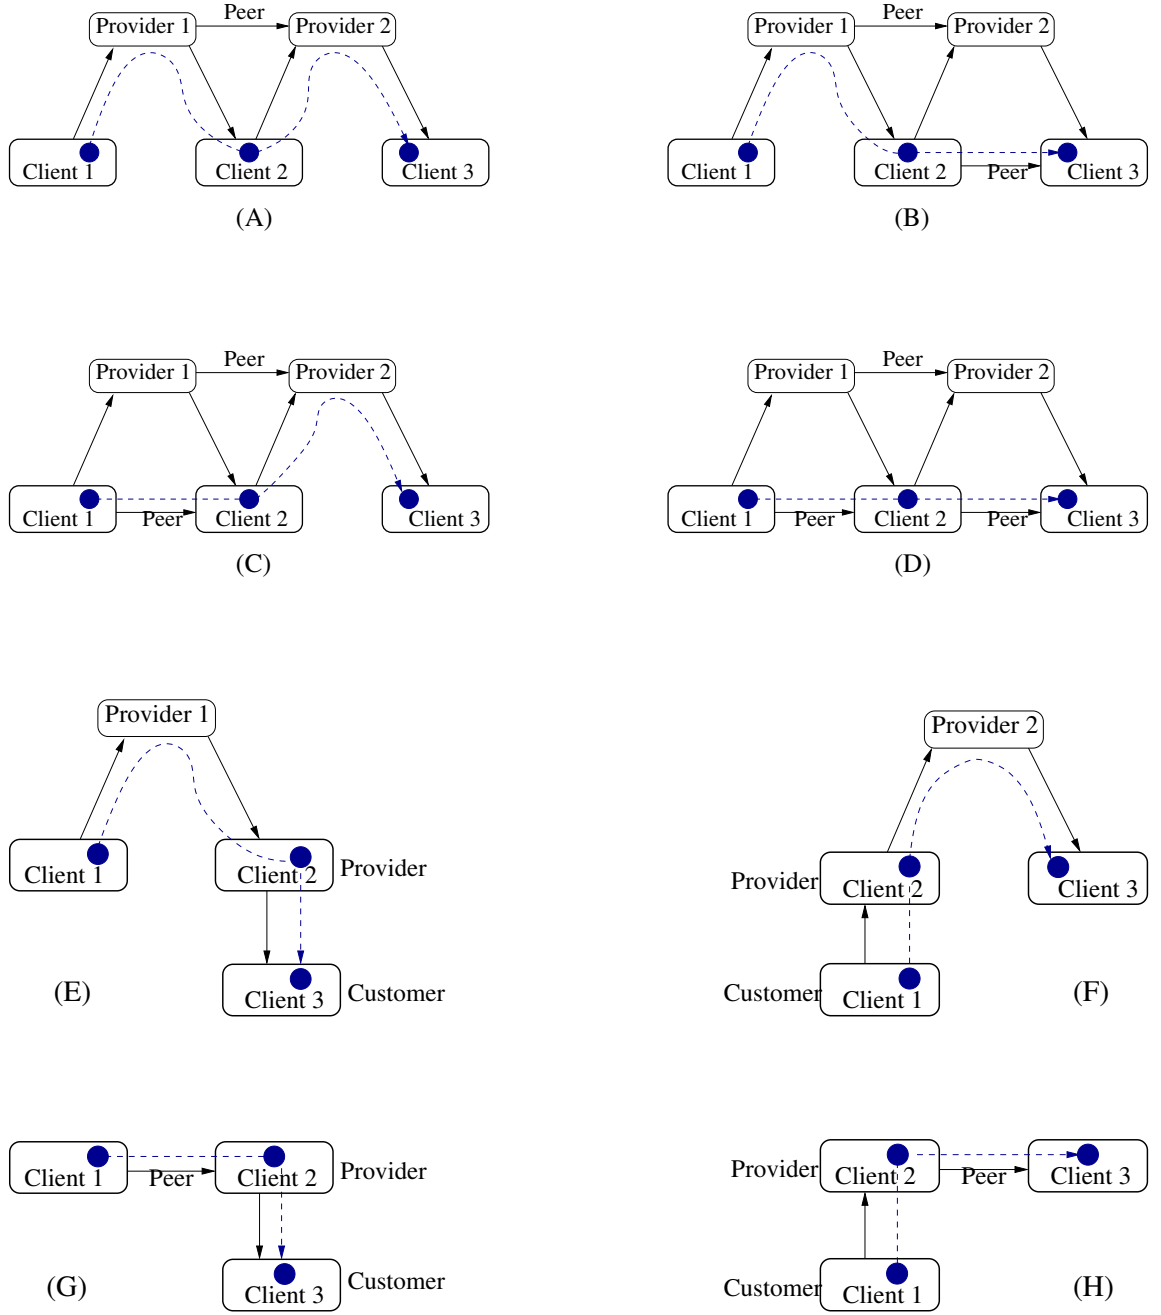 Peer
Provider 1
Provider 2
Client 1
Client 2
Client 3
(A)
Peer
Provider 1
Provider 2
Client 1
Client 2
Peer
Client 3
(B)
Peer
Provider 1
Provider 2
Client 1
Peer
Client 2
Client 3
(C)
Peer
Provider 1
Provider 2
Client 1
Peer
Client 2
Peer
Client 3
(D)
Provider 1
Client 1
Client 2
Provider
Client 3
Customer
(E)
Provider 2
Provider
Client 2
Client 3
Customer
Client 1
(F)
Client 1
Peer
Client 2
Provider
Client 3
Customer
(G)
Provider
Client 2
Peer
Client 3
Customer
Client 1
(H)